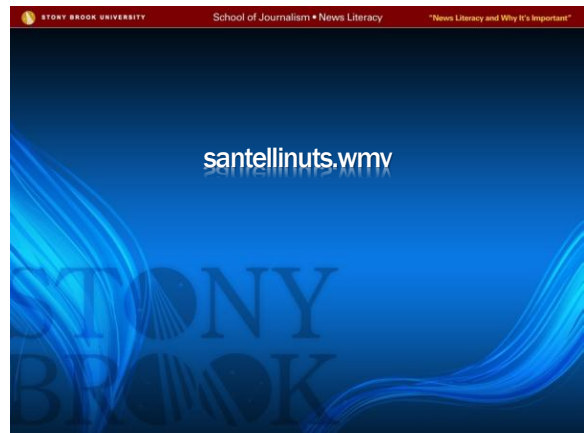 STONY BROOK UNIVERSITY School of Journalism • News Literacy "News Literacy and Why It's Important"
santellinuts.wmv
STONY
BROOK